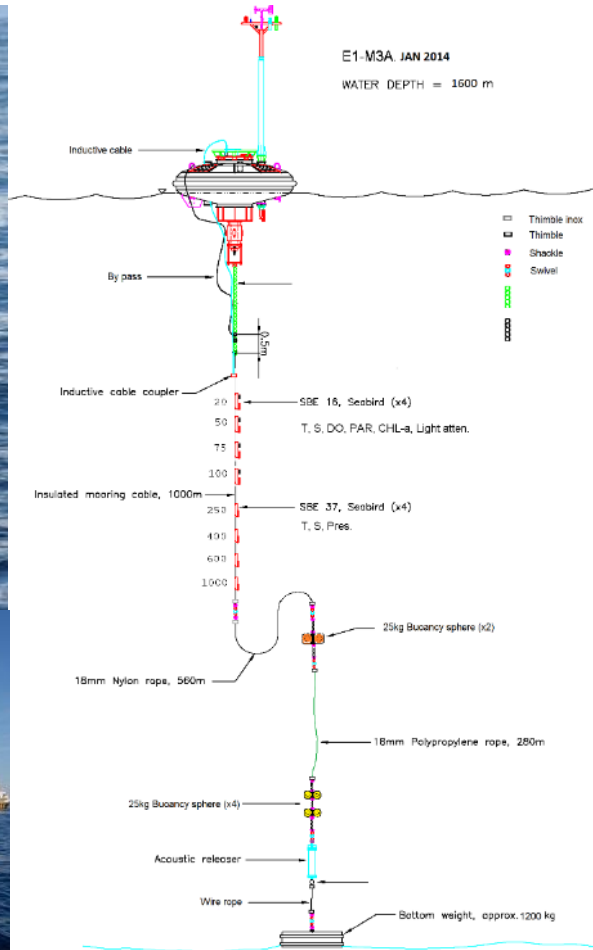 E1-M3A. JAN 2014
WATER DEPTH = 1600 m
Inductive cable
Thimble inox
Thimble
Shackle
Swivel
By pass
0,5m
Inductive cable coupler
20
SBE 16, Seabird (x4)
50
T, S, DO, PAR, CHL-a, Light atten.
75
100
Insulated mooring cable, 1000m
250
SBE 37, Seabird (x4)
T, S, Pres.
400
600
1000
25kg Buoancy sphere (x2)
18mm Nylon rope, 560m
18mm Polypropylene rope, 280m
25kg Buoancy sphere (x4)
Acoustic releaser
Wire rope
Bottom weight, approx. 1200 kg